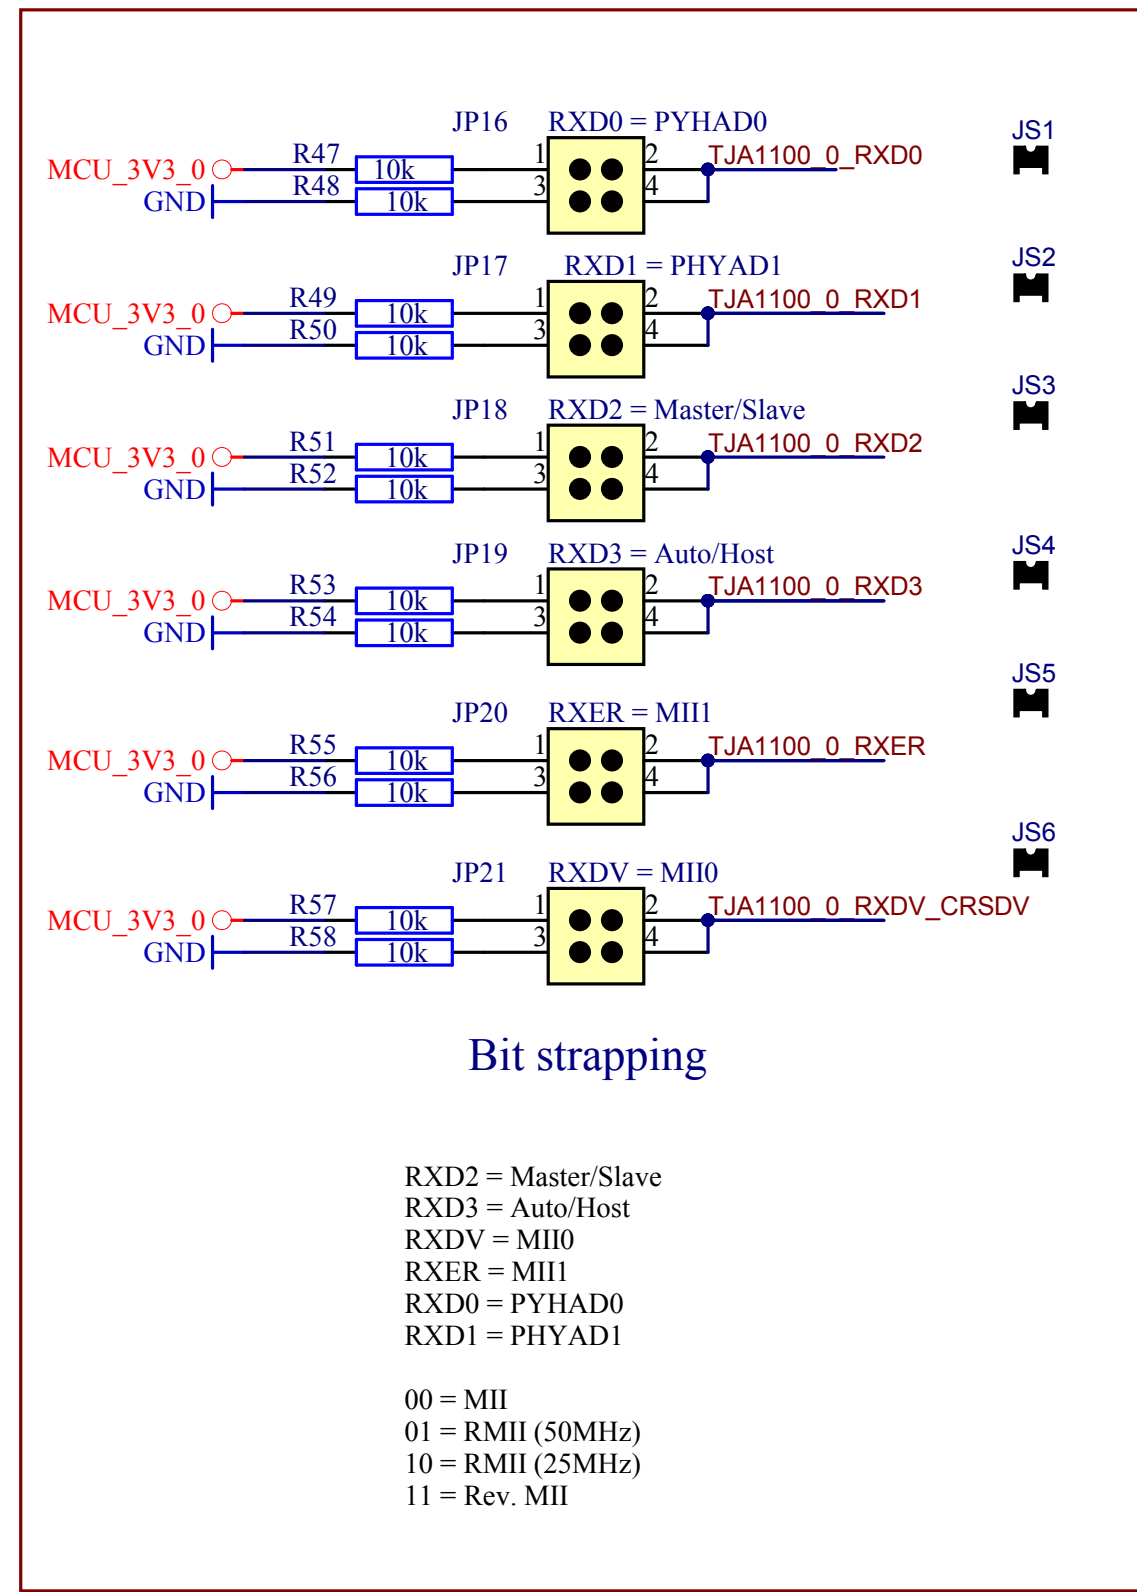 JP16 RXD0 = PYHAD0
JS1
R47 10k 1 2 TJA1100_0_RXD0
MCU_3V3_0
R48 10k 3 4
GND
JP17 RXD1 = PHYAD1
JS2
R49 10k 1 2 TJA1100_0_RXD1
MCU_3V3_0
R50 10k 3 4
GND
JS3
JP18 RXD2 = Master/Slave
R51 10k 1 2 TJA1100_0_RXD2
MCU_3V3_0
R52 10k 3 4
GND
JS4
JP19 RXD3 = Auto/Host
R53 10k 1 2 TJA1100_0_RXD3
MCU_3V3_0
R54 10k 3 4
GND
JS5
JP20 RXER = MII1
R55 10k 1 2 TJA1100_0_RXER
MCU_3V3_0
R56 10k 3 4
GND
JS6
JP21 RXDV = MII0
R57 10k 1 2 TJA1100_0_RXDV_CRSDV
MCU_3V3_0
R58 10k 3 4
GND
Bit strapping
RXD2 = Master/Slave
RXD3 = Auto/Host
RXDV = MII0
RXER = MII1
RXD0 = PYHAD0
RXD1 = PHYAD1
00 = MII
01 = RMII (50MHz)
10 = RMII (25MHz)
11 = Rev. MII